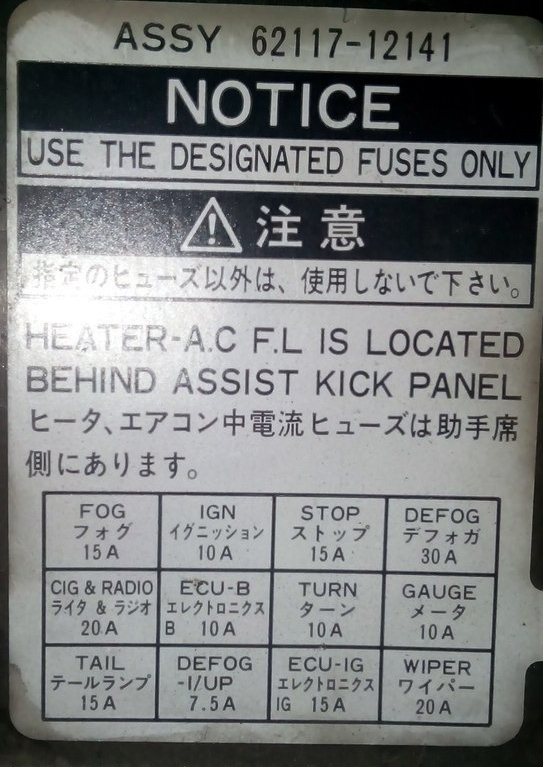 ASSY 62117-12141
NOTICE
USE THE DESIGNATED FUSES ONLY
注意
指定のヒューズ以外は、使用しないで下さい。
HEATER-A.C F.L IS LOCATED
BEHIND ASSIST KICK PANEL
ヒータ、エアコン中電流ヒューズは助手席
側にあります。
FOG
フォグ
15A
IGN
イグニッション
10A
STOP
ストップ
15A
DEFOG
デフォガ
30A
CIG & RADIO
ライタ & ラジオ
20A
ECU-B
エレクトロニクス
B 10A
TURN
ターン
10A
GAUGE
メータ
10A
TAIL
テールランプ
15A
DEFOG
-I/UP
7.5A
ECU-IG
エレクトロニクス
IG 15A
WIPER
ワイパー
20A